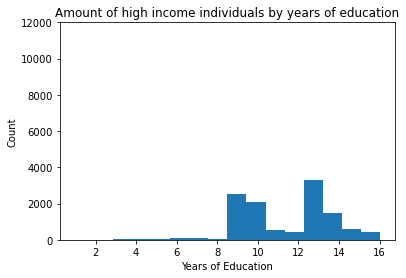 Amount of high income individuals by years of education
12000
10000
8000
6000
4000
2000
0
Count
2 4 6 8 10 12 14 16
Years of Education